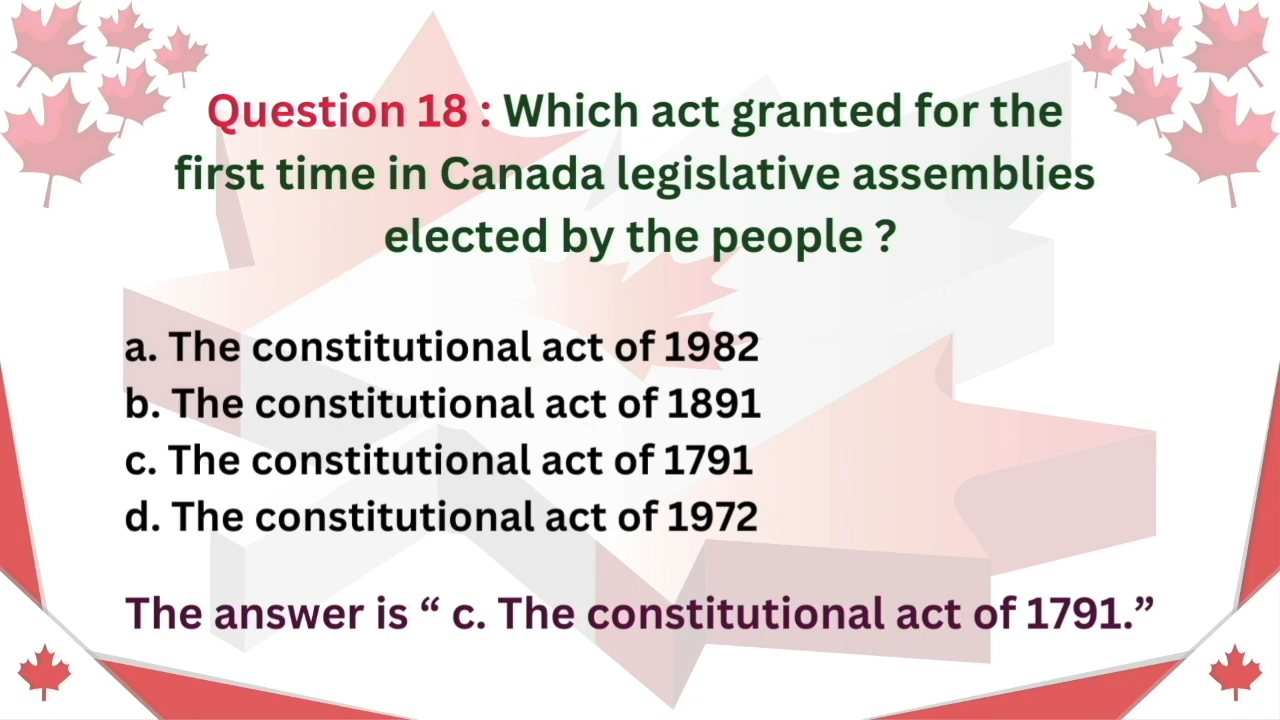 Question 18 : Which act granted for the
first time in Canada legislative assemblies
elected by the people ?
a. The constitutional act of 1982
b. The constitutional act of 1891
c. The constitutional act of 1791
d. The constitutional act of 1972
The answer is “ c. The constitutional act of 1791.”